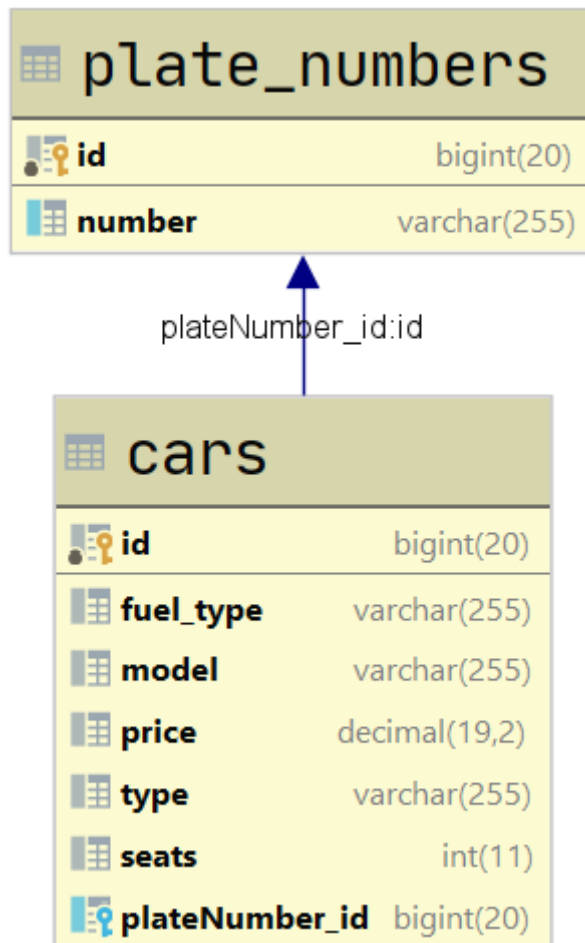 plate_numbers
id bigint(20)
number varchar(255)
plateNumber_id:id
cars
id bigint(20)
fuel_type varchar(255)
model varchar(255)
price decimal(19,2)
type varchar(255)
seats int(11)
plateNumber_id bigint(20)